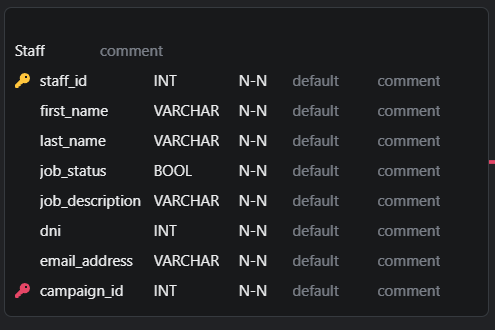 Staff comment
staff_id INT N-N default comment
first_name VARCHAR N-N default comment
last_name VARCHAR N-N default comment
job_status BOOL N-N default comment
job_description VARCHAR N-N default comment
dni INT N-N default comment
email_address VARCHAR N-N default comment
campaign_id INT N-N default comment